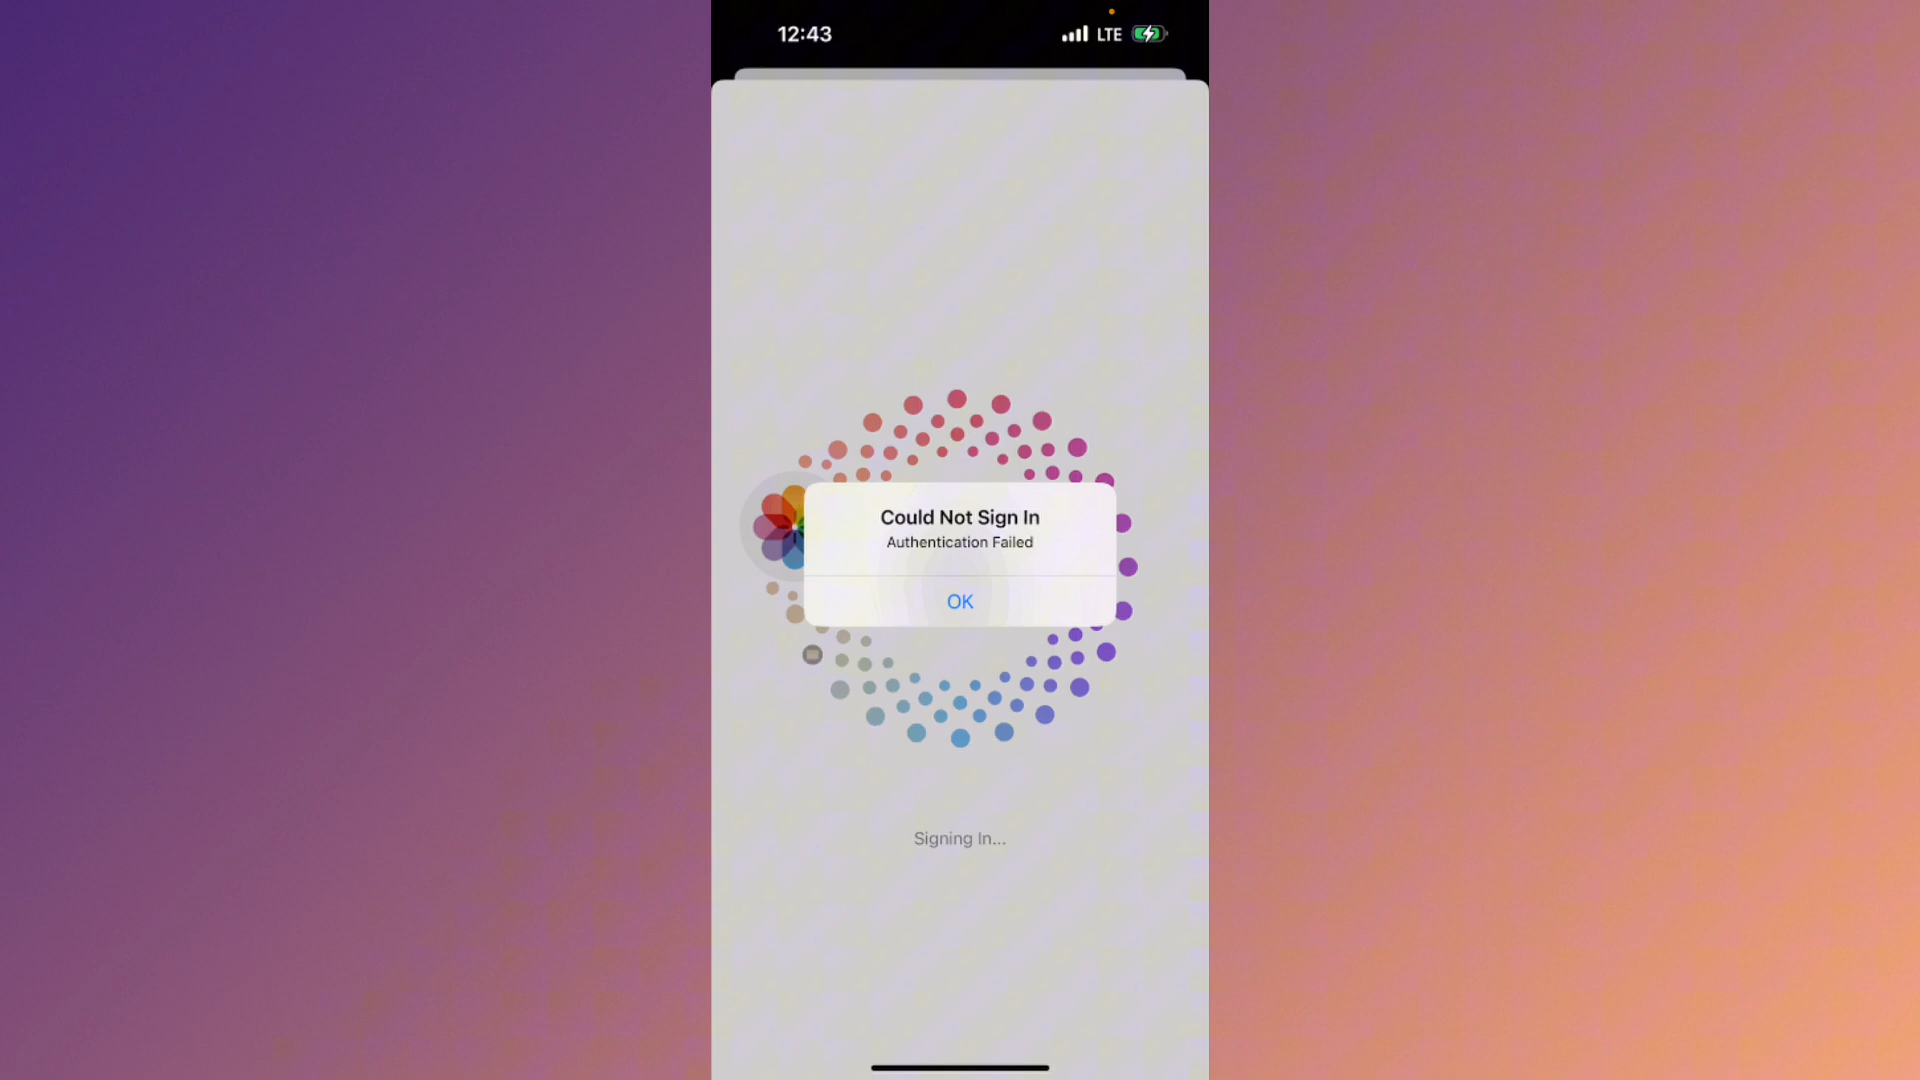 12:43
LTE
Could Not Sign In
Authentication Failed
OK
Signing In...